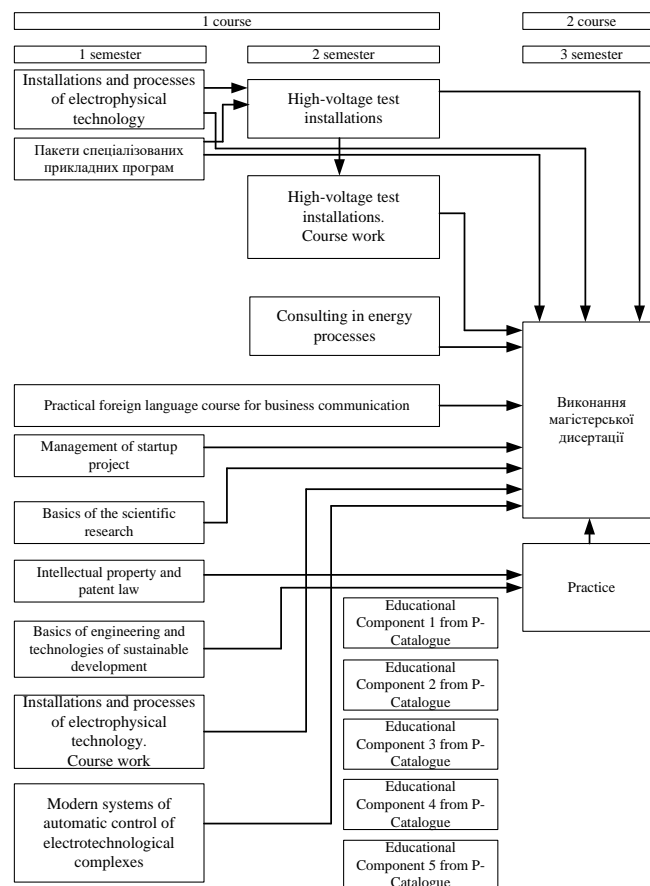 1 course
2 course
1 semester
2 semester
3 semester
Installations and processes
of electrophysical
technology
High-voltage test
installations
Пакети спеціалізованих
прикладних програм
High-voltage test
installations.
Course work
Consulting in energy
processes
Виконання
магістерської
дисертації
Practical foreign language course for business communication
Management of startup
project
Basics of the scientific
research
Intellectual property and
patent law
Practice
Basics of engineering and
technologies of sustainable
development
Educational
Component 1 from P-
Catalogue
Educational
Component 2 from P-
Catalogue
Installations and processes
of electrophysical
technology.
Course work
Educational
Component 3 from P-
Catalogue
Modern systems of
automatic control of
electrotechnological
complexes
Educational
Component 4 from P-
Catalogue
Educational
Component 5 from P-
Catalogue